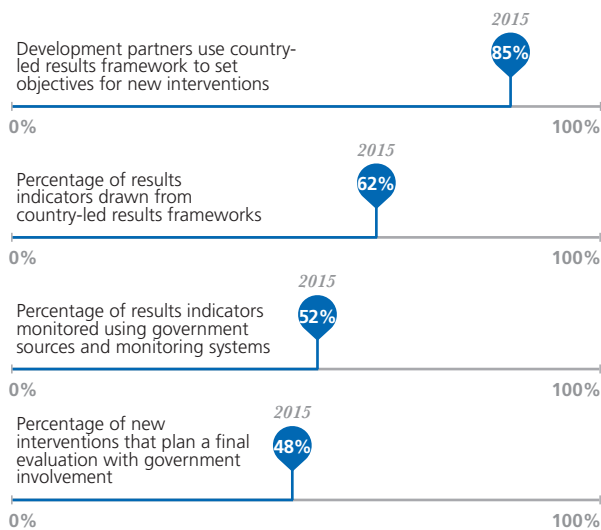 2015
Development partners use country-
led results framework to set
objectives for new interventions
85%
0% 100%
2015
Percentage of results
indicators drawn from
country-led results frameworks
62%
0% 100%
2015
Percentage of results indicators
monitored using government
sources and monitoring systems
52%
0% 100%
2015
Percentage of new
interventions that plan a final
evaluation with government
involvement
48%
0% 100%